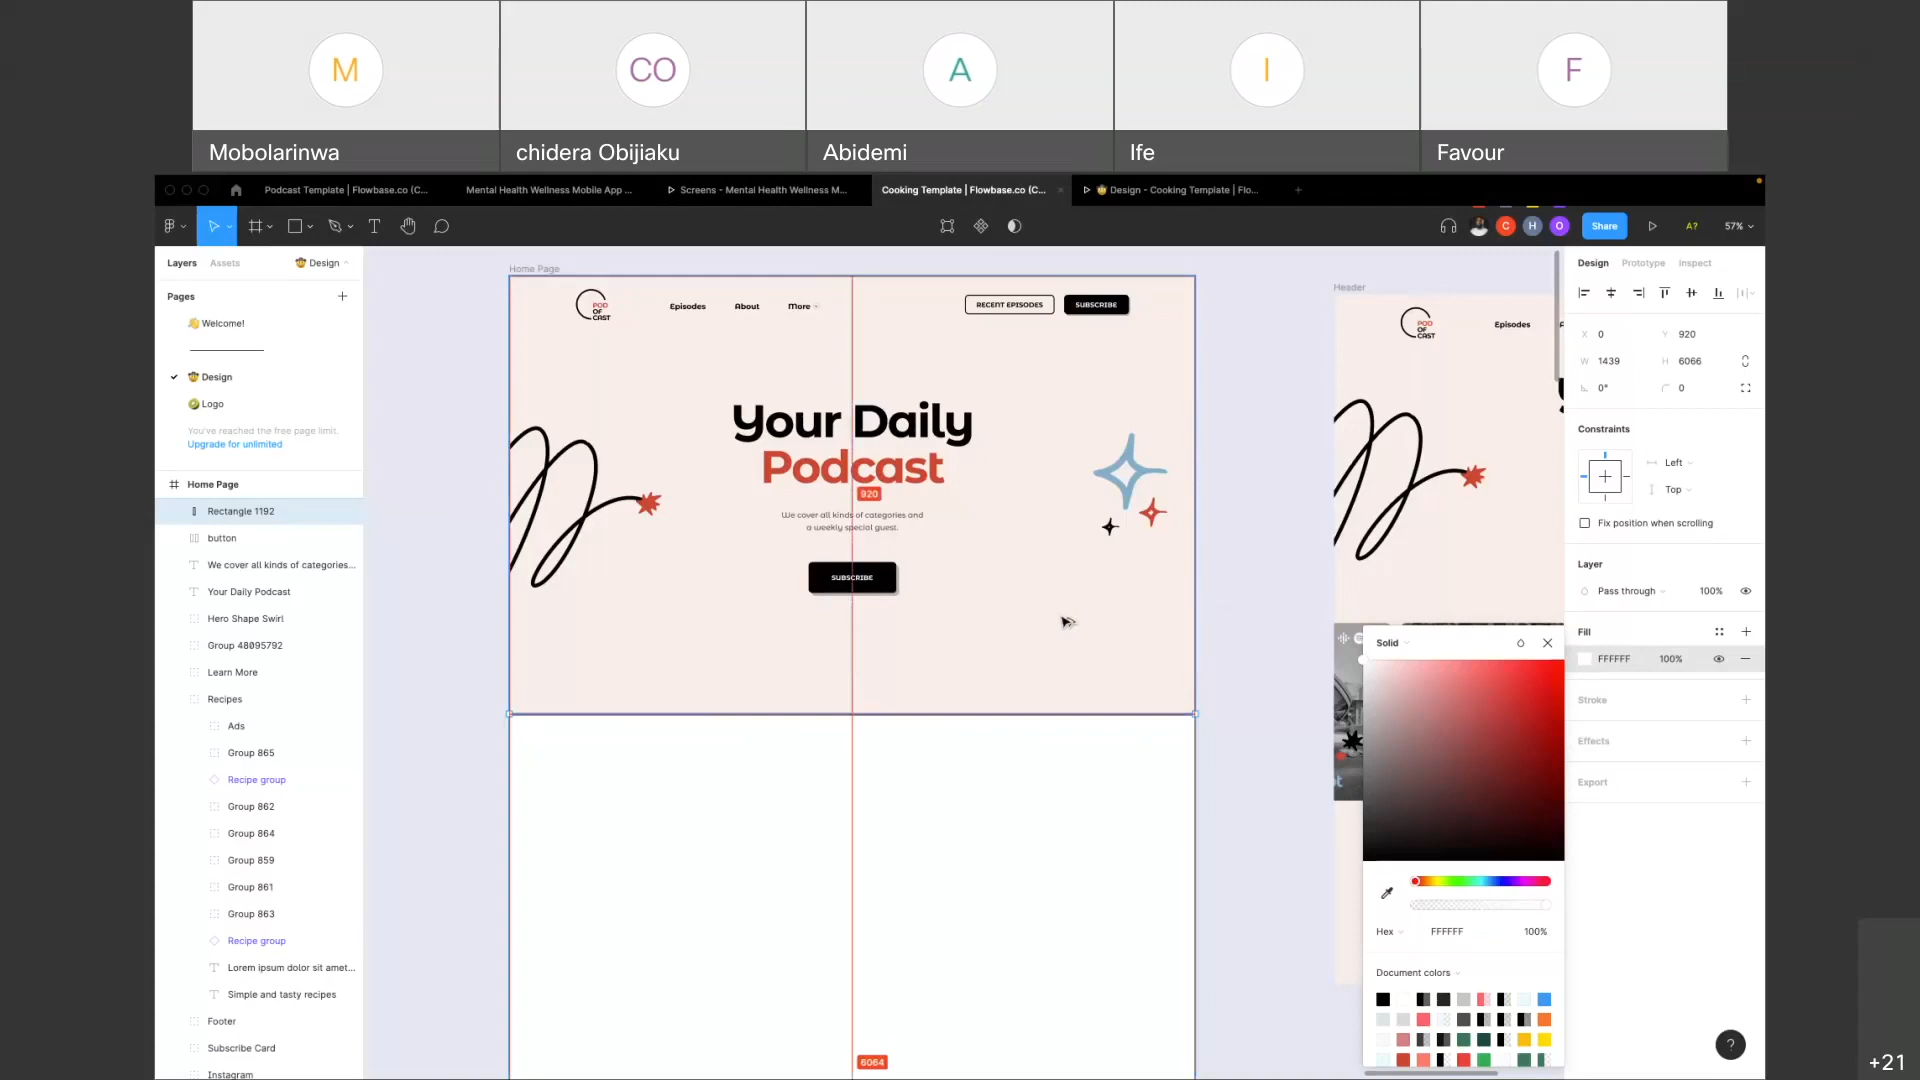 M
CO
A
I
F
Mobolarinwa
chidera Obijiaku
Abidemi
Ife
Favour
Podcast Template | Flowbase.co (C...
Mental Health Wellness Mobile App ...
Screens - Mental Health Wellness M...
Cooking Template | Flowbase.co (C...
Design - Cooking Template | Flo...
C
H
O
Share
A?
57%
Layers
Assets
Design
Pages
Welcome!
Design
Logo
You've reached the free page limit.
Upgrade for unlimited
Home Page
Rectangle 1192
button
We cover all kinds of categories...
Your Daily Podcast
Hero Shape Swirl
Group 48095792
Learn More
Recipes
Ads
Group 865
Recipe group
Group 862
Group 864
Group 859
Group 861
Group 863
Recipe group
Lorem ipsum dolor sit amet...
Simple and tasty recipes
Footer
Subscribe Card
Instagram
Home Page
POD
OF
CAST
Episodes
About
More
RECENT EPISODES
SUBSCRIBE
Your Daily
Podcast
920
We cover all kinds of categories and
a weekly special guest.
SUBSCRIBE
6064
Header
POD
OF
CAST
Episodes
Design
Prototype
Inspect
X 0
Y 920
W 1439
H 6066
0°
0
Constraints
Left
Top
Fix position when scrolling
Layer
Pass through
100%
Fill
FFFFFF
100%
Stroke
Effects
Export
Solid
Hex
FFFFFF
100%
Document colors
?
+21